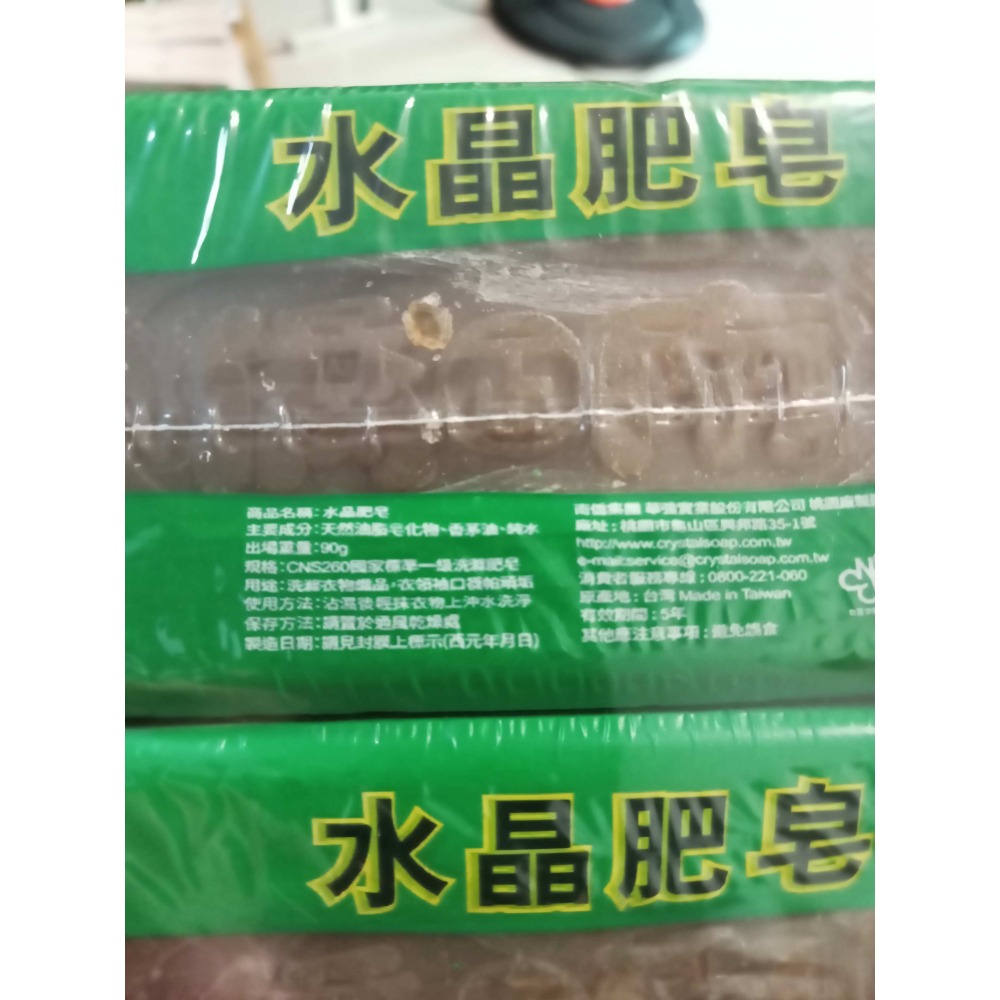 水晶肥皂
商品名稱:水晶肥皂
主要成分:天然油脂皂化物、香茅油、純水
出場重量:90g
規格:CNS260國家標準一級洗滌肥皂
用途:洗滌衣物織品,衣領袖口襪帕頑垢
使用方法:沾濕後輕抹衣物上沖水洗淨
保存方法:請置於通風乾燥處
製造日期:請見封膜上標示(西元年月日)
南僑集團 華強實業股份有限公司 桃園廠製
廠址:桃園市龜山區興邦路35-1號
http://www.crystalsoap.com.tw
e-mail:service@crystalsoap.com.tw
消費者服務專線:0800-221-060
原產地:台灣 Made in Taiwan
有效期間:5年
其他應注意事項:避免誤食
水晶肥皂